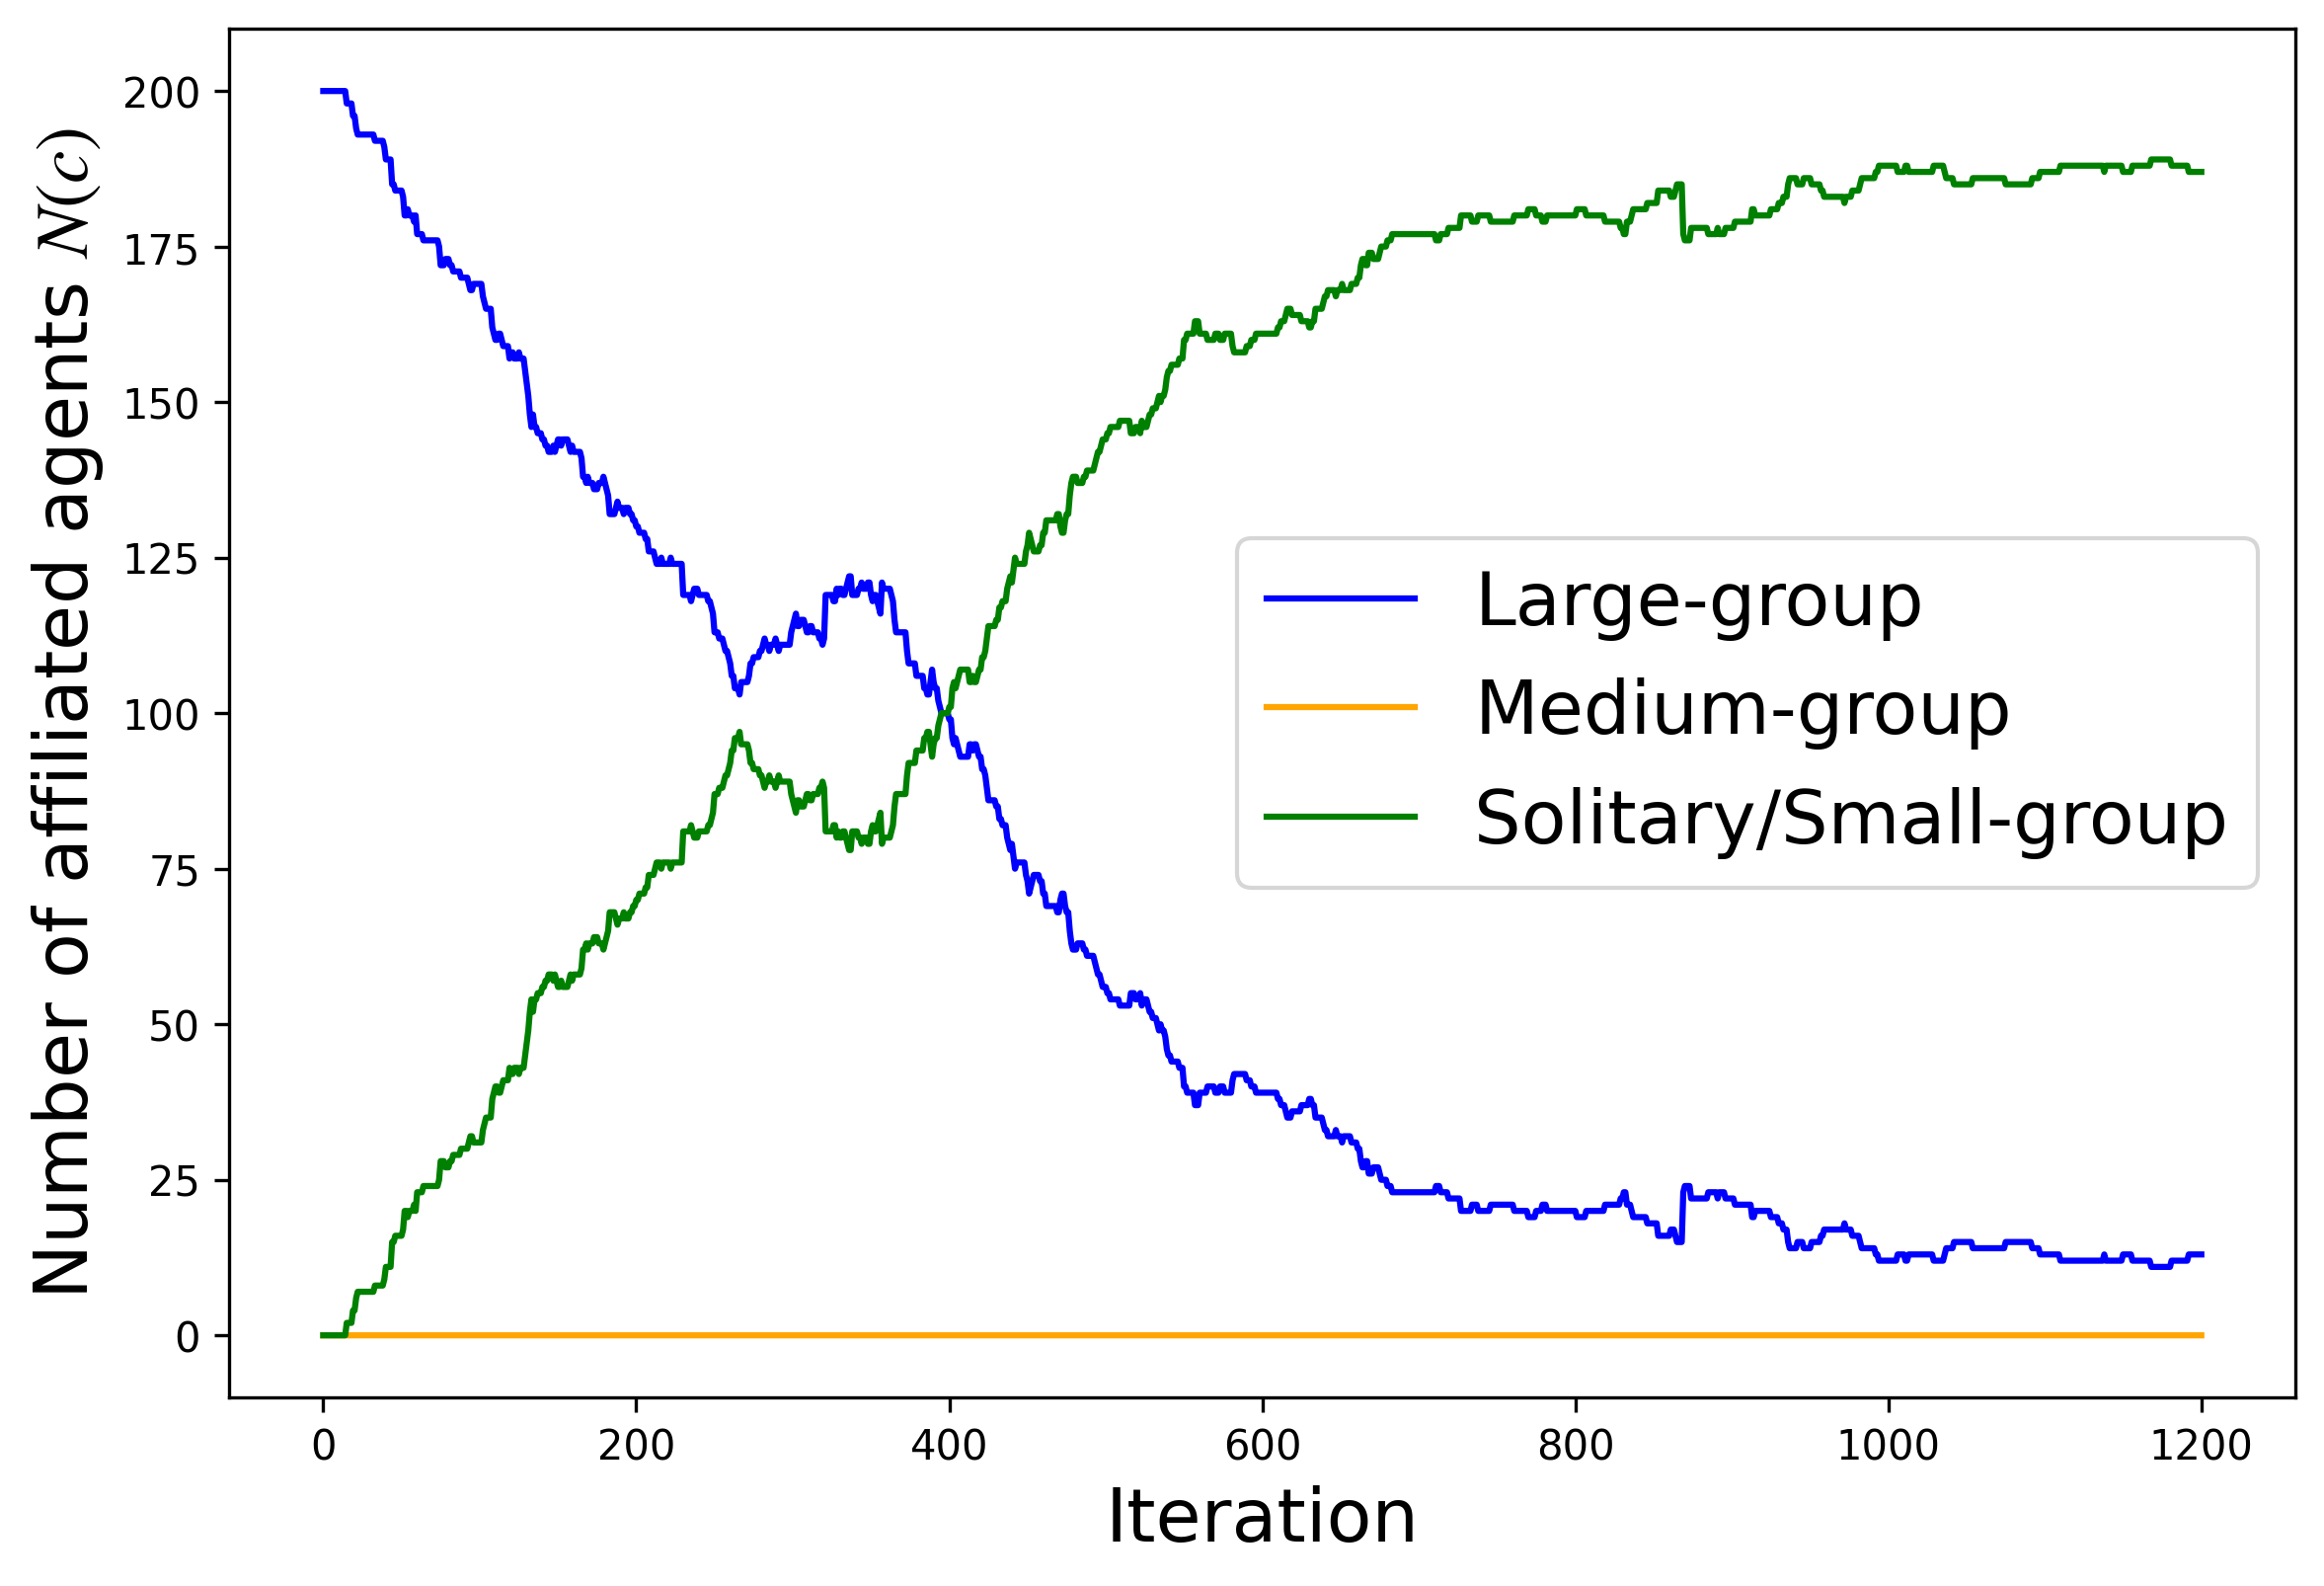 Number of affiliated agents N(c)
200
175
150
125
100
75
50
25
0
Large-group
Medium-group
Solitary/Small-group
0 200 400 600 800 1000 1200
Iteration